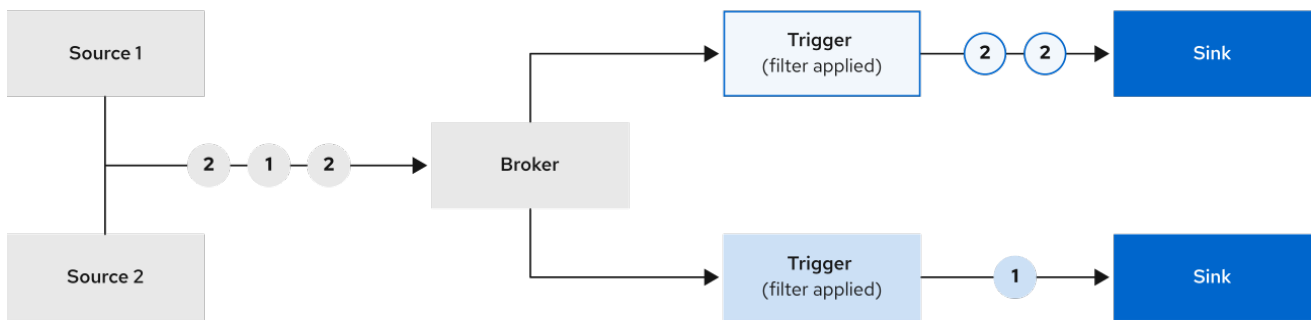 Source 1
Trigger
(filter applied)
2 2
Sink
2 1 2
Broker
Source 2
Trigger
(filter applied)
1
Sink